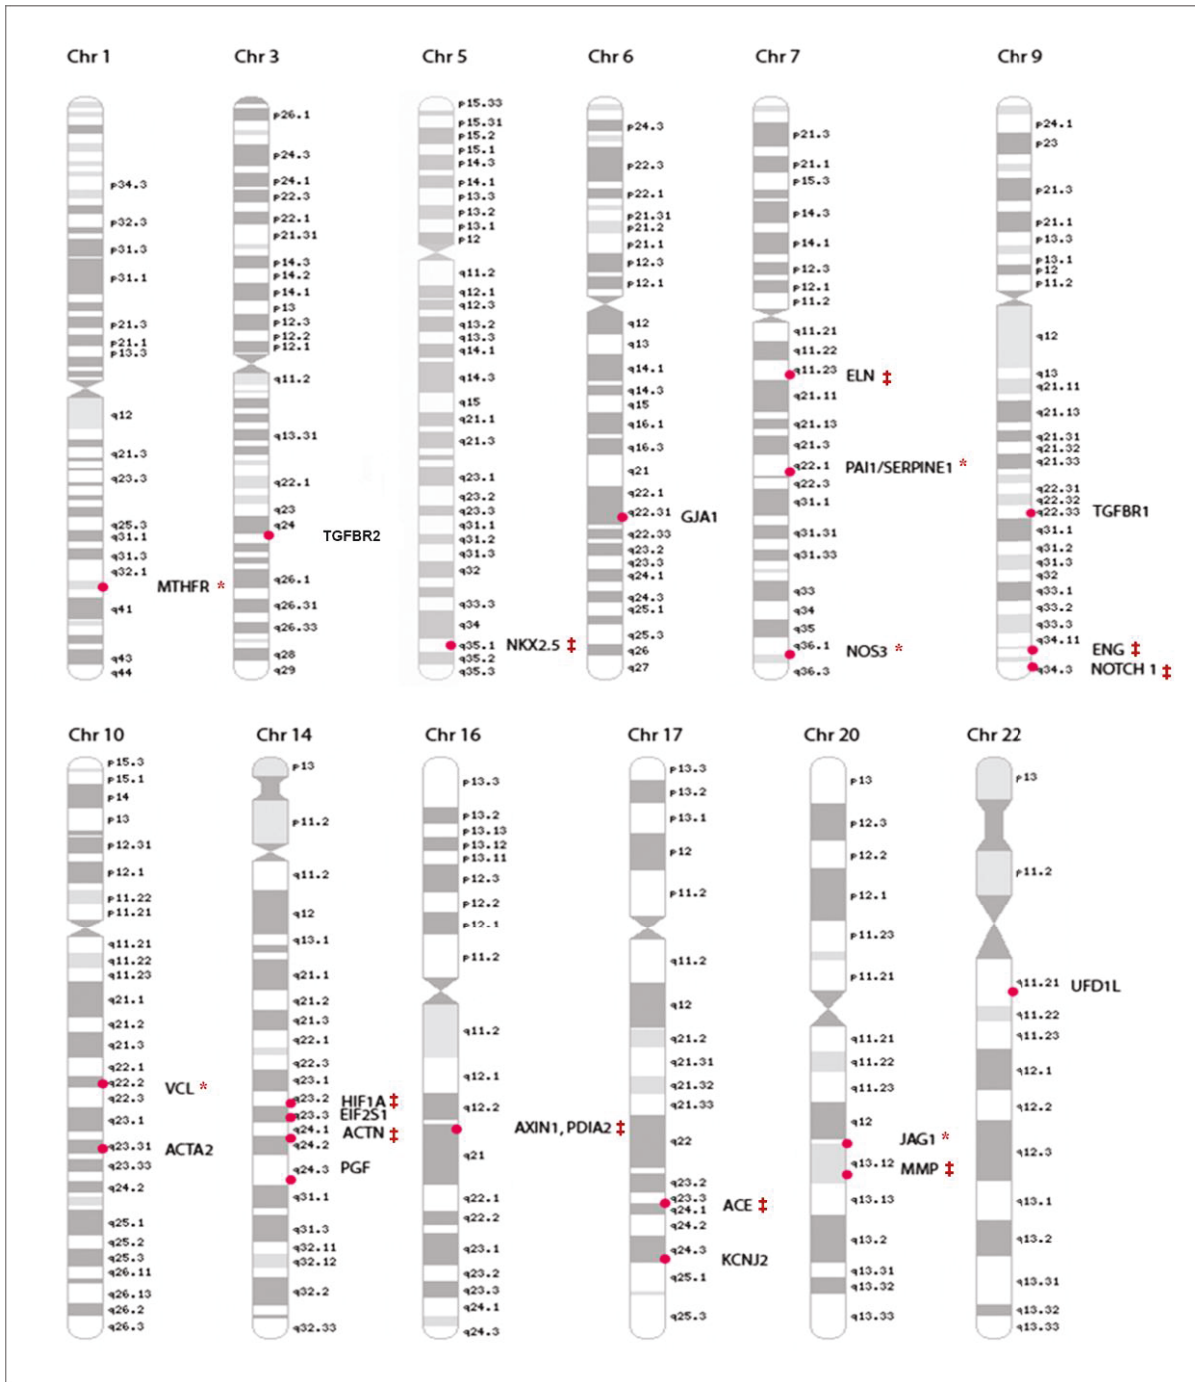 Chr 1
p34.3
p32.3
p31.3
p31.1
p21.3
p21.1
p13.3
q12
q21.3
q23.3
q25.3
q31.1
q31.3
q32.1
MTHFR *
q41
q43
q44
Chr 3
p26.1
p24.3
p24.1
p22.3
p22.1
p21.31
p14.3
p14.2
p14.1
p13
p12.3
p12.2
p12.1
q11.2
q13.31
q22.1
q23
q24
TGFBR2
q26.1
q26.31
q26.33
q28
q29
Chr 5
p15.33
p15.31
p15.2
p15.1
p14.3
p14.1
p13.3
p13.2
p13.1
p12
q11.2
q12.1
q12.3
q13.2
q13.3
q14.1
q14.3
q15
q21.1
q21.3
q23.1
q23.2
q23.3
q31.1
q31.2
q31.3
q32
q33.3
q34
q35.1 NKX2.5 ‡
q35.2
q35.3
Chr 6
p24.3
p22.3
p22.1
p21.31
p21.2
p21.1
p12.3
p12.1
q12
q13
q14.1
q14.3
q15
q16.1
q16.3
q21
q22.1
q22.31 GJA1
q22.33
q23.2
q23.3
q24.1
q24.3
q25.1
q25.3
q26
q27
Chr 7
p21.3
p21.1
p15.3
p14.3
p14.1
p12.3
p12.1
p11.2
q11.21
q11.22
q11.23 ELN ‡
q21.11
q21.13
q21.3
q22.1 PAI1/SERPINE1 *
q22.3
q31.1
q31.31
q31.33
q33
q34
q35
q36.1 NOS3 *
q36.3
Chr 9
p24.1
p23
p21.3
p21.1
p13.3
p13.1
p12
p11.2
q12
q13
q21.11
q21.13
q21.31
q21.32
q21.33
q22.31
q22.32
q22.33 TGFBR1
q31.1
q31.2
q31.3
q32
q33.1
q33.2
q33.3
q34.11
ENG ‡
q34.3 NOTCH 1 ‡
Chr 10
p15.3
p15.1
p14
p13
p12.31
p12.1
p11.22
p11.21
q11.21
q11.22
q11.23
q21.1
q21.2
q21.3
q22.1
q22.2 VCL *
q22.3
q23.1
q23.31 ACTA2
q23.33
q24.2
q25.1
q25.2
q25.3
q26.11
q26.13
q26.2
q26.3
Chr 14
p13
p11.2
q11.2
q12
q13.1
q21.1
q21.2
q21.3
q22.1
q22.3
q23.1
q23.2 HIF1A ‡
q23.3 EIF2S1
q24.1 ACTN ‡
q24.2
q24.3 PGF
q31.1
q31.3
q32.11
q32.12
q32.2
q32.33
Chr 16
p13.3
p13.2
p13.13
p13.12
p13.11
p12.3
p12.2
p12.1
p11.2
q11.2
q12.1
q12.2
AXIN1, PDIA2 ‡
q21
q22.1
q22.2
q23.1
q23.2
q23.3
q24.1
q24.3
Chr 17
p13.3
p13.2
p13.1
p12
p11.2
q11.2
q12
q21.2
q21.31
q21.32
q21.33
q22
q23.2
q23.3 ACE ‡
q24.1
q24.2
q24.3 KCNJ2
q25.1
q25.3
Chr 20
p13
p12.3
p12.2
p12.1
p11.23
p11.21
q11.21
q11.22
q11.23
q12
JAG1 *
q13.12 MMP ‡
q13.13
q13.2
q13.31
q13.32
q13.33
Chr 22
p13
p11.2
q11.21 UFD1L
q11.22
q11.23
q12.1
q12.2
q12.3
q13.1
q13.2
q13.31
q13.32
q13.33